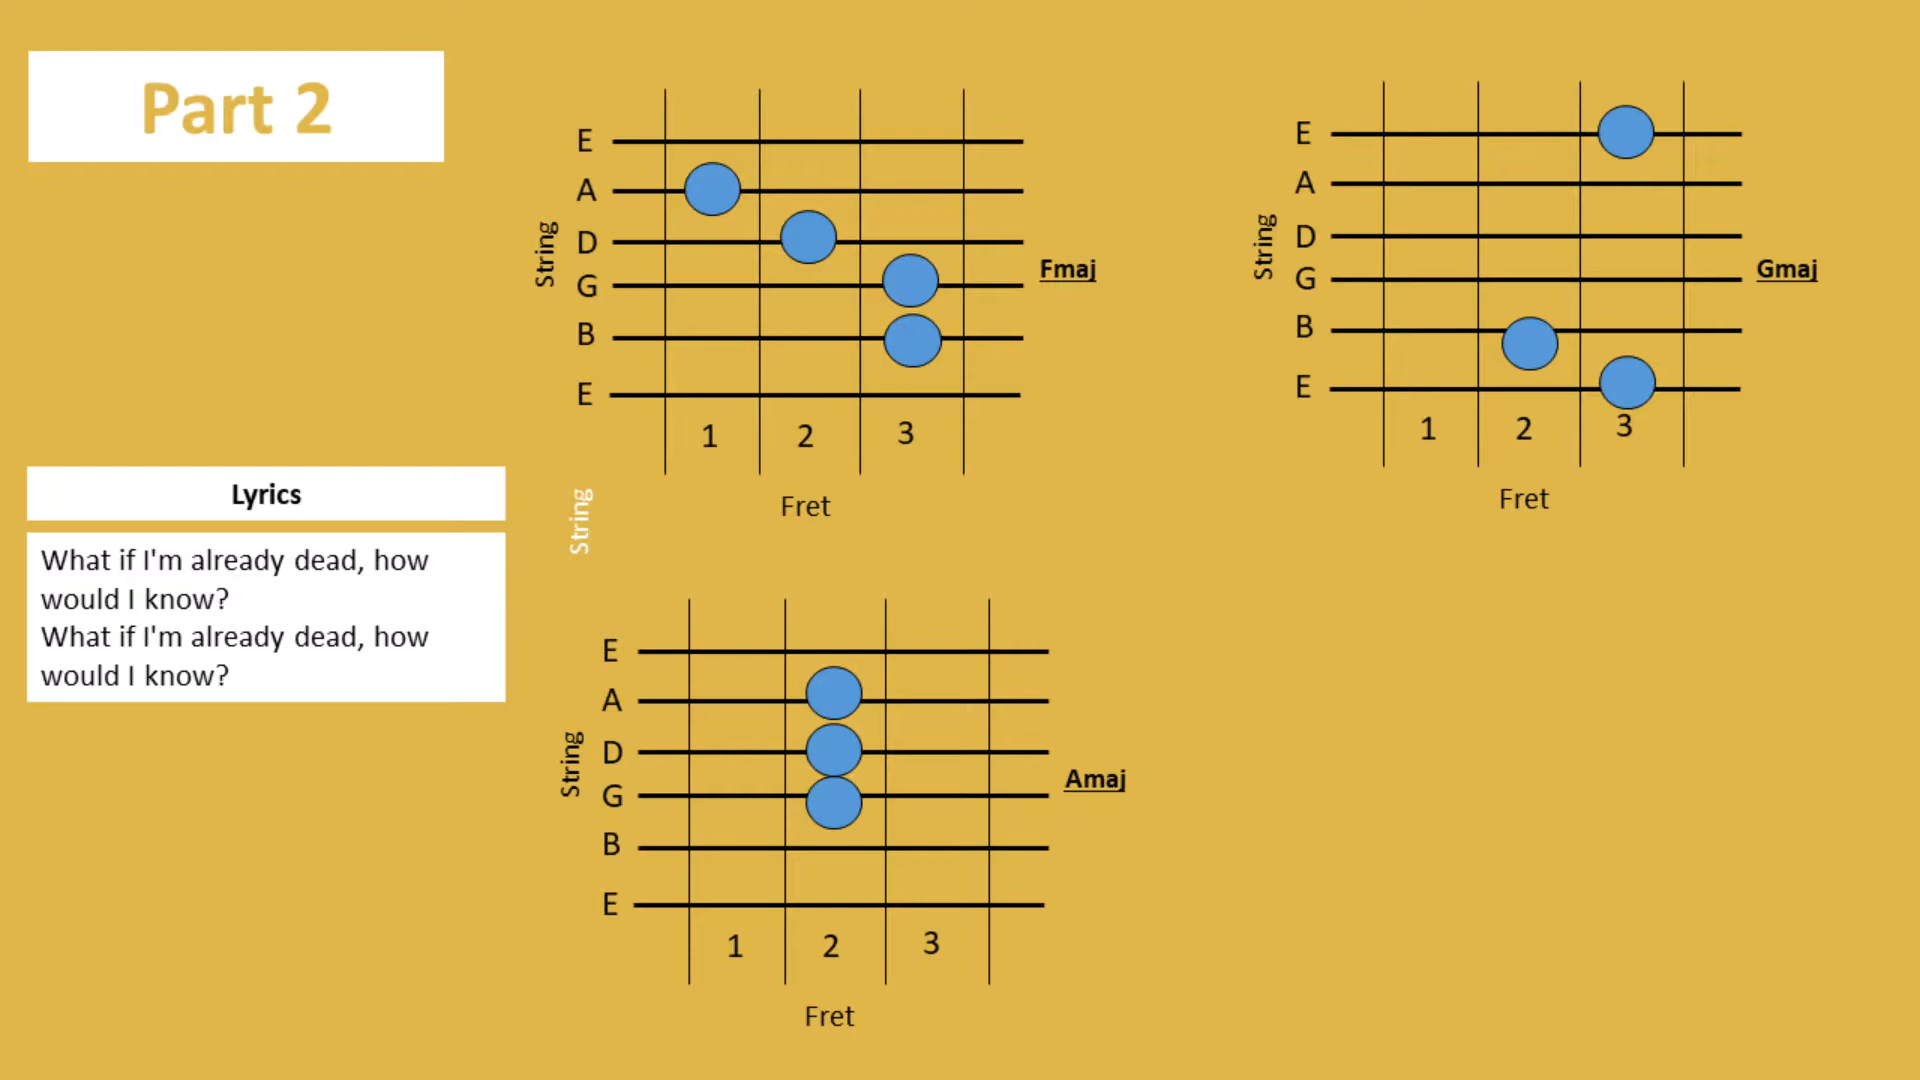 Part 2
Lyrics
What if I'm already dead, how
would I know?
What if I'm already dead, how
would I know?
String
E
A
D
G
B
E
1 2 3
Fret
Fmaj
String
E
A
D
G
B
E
1 2 3
Fret
Gmaj
String
String
E
A
D
G
B
E
1 2 3
Fret
Amaj